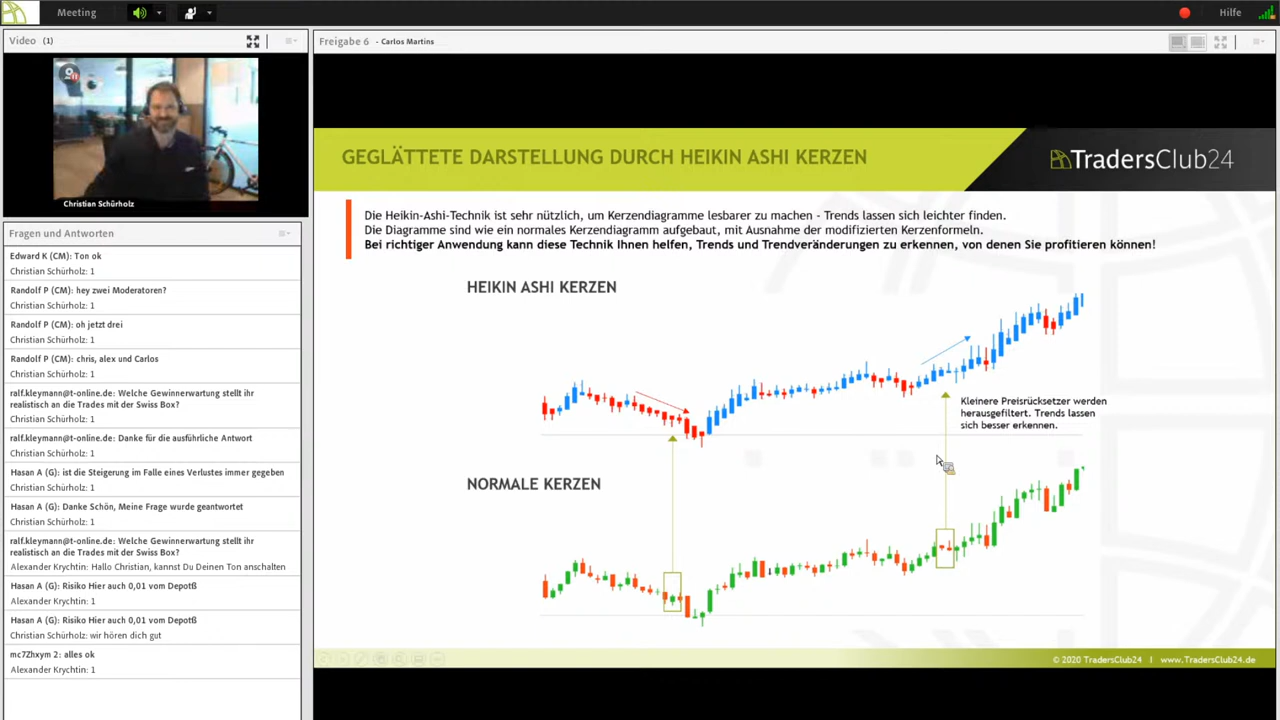 Meeting
Hilfe
Video (1)
Christian Schürholz
Fragen und Antworten
Edward K (CM): Ton ok
Christian Schürholz: 1
Randolf P (CM): hey zwei Moderatoren?
Christian Schürholz: 1
Randolf P (CM): oh jetzt drei
Christian Schürholz: 1
Randolf P (CM): chris, alex und Carlos
Christian Schürholz: 1
ralf.kleymann@t-online.de: Welche Gewinnerwartung stellt ihr
realistisch an die Trades mit der Swiss Box?
Christian Schürholz: 1
ralf.kleymann@t-online.de: Danke für die ausführliche Antwort
Christian Schürholz: 1
Hasan A (G): ist die Steigerung im Falle eines Verlustes immer gegeben
Christian Schürholz: 1
Hasan A (G): Danke Schön, Meine Frage wurde geantwortet
Christian Schürholz: 1
ralf.kleymann@t-online.de: Welche Gewinnerwartung stellt ihr
realistisch an die Trades mit der Swiss Box?
Alexander Krychtin: Hallo Christian, kannst Du Deinen Ton anschalten
Hasan A (G): Risiko Hier auch 0,01 vom Depotß
Alexander Krychtin: 1
Hasan A (G): Risiko Hier auch 0,01 vom Depotß
Christian Schürholz: wir hören dich gut
mc7Zhxym 2: alles ok
Alexander Krychtin: 1
Freigabe 6 - Carlos Martins
GEGLÄTTETE DARSTELLUNG DURCH HEIKIN ASHI KERZEN
TradersClub24
Die Heikin-Ashi-Technik ist sehr nützlich, um Kerzendiagramme lesbarer zu machen - Trends lassen sich leichter finden.
Die Diagramme sind wie ein normales Kerzendiagramm aufgebaut, mit Ausnahme der modifizierten Kerzenformeln.
Bei richtiger Anwendung kann diese Technik Ihnen helfen, Trends und Trendveränderungen zu erkennen, von denen Sie profitieren können!
HEIKIN ASHI KERZEN
Kleinere Preisrücksetzer werden
herausgefiltert. Trends lassen
sich besser erkennen.
NORMALE KERZEN
© 2020 TradersClub24 | www.TradersClub24.de